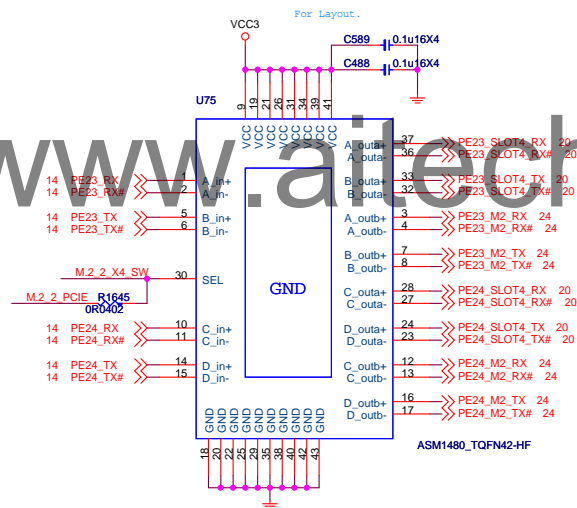 For Layout.
VCC3
C589 0.1u16X4
C488 0.1u16X4
U75
9 19 21 26 31 34 39 41
VCC VCC VCC VCC VCC VCC VCC VCC
www.aitech
A_outa+ 37 PE23_SLOT4_RX 20
A_outa- 36 PE23_SLOT4_RX# 20
14 PE23_RX 1 A_in+ B_outa+ 33 PE23_SLOT4_TX 20
14 PE23_RX# 2 A_in- B_outa- 32 PE23_SLOT4_TX# 20
14 PE23_TX 5 B_in+ A_outb+ 3 PE23_M2_RX 24
14 PE23_TX# 6 B_in- A_outb- 4 PE23_M2_RX# 24
B_outb+ 7 PE23_M2_TX 24
B_outb- 8 PE23_M2_TX# 24
M.2_2_X4_SW 30 SEL
GND
C_outa+ 28 PE24_SLOT4_RX 20
C_outa- 27 PE24_SLOT4_RX# 20
M.2_2_PCIE R1645
0R0402
14 PE24_RX 10 C_in+ D_outa+ 24 PE24_SLOT4_TX 20
14 PE24_RX# 11 C_in- D_outa- 23 PE24_SLOT4_TX# 20
14 PE24_TX 14 D_in+ C_outb+ 12 PE24_M2_RX 24
14 PE24_TX# 15 D_in- C_outb- 13 PE24_M2_RX# 24
D_outb+ 16 PE24_M2_TX 24
D_outb- 17 PE24_M2_TX# 24
GND GND GND GND GND GND GND GND GND GND
18 20 22 25 29 35 38 40 42 43
ASM1480_TQFN42-HF